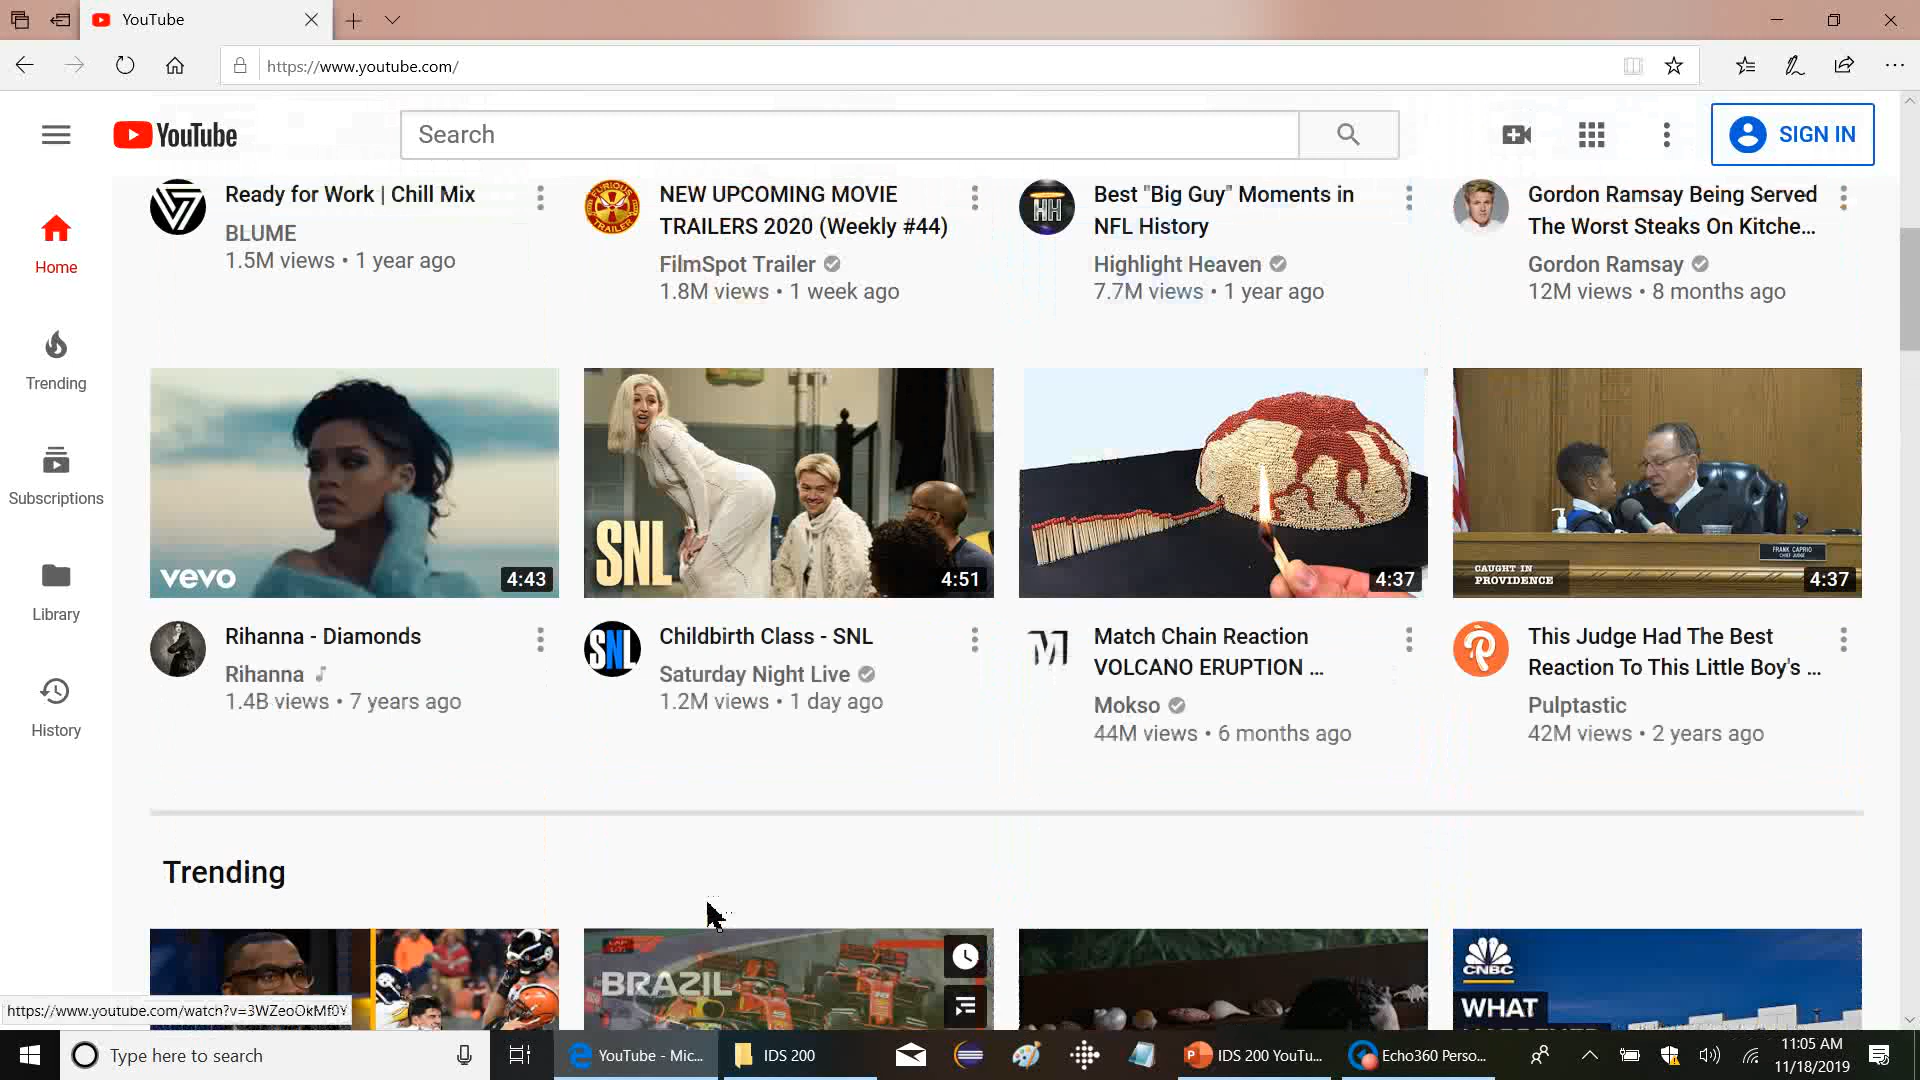 YouTube
https://www.youtube.com/
YouTube
Search
SIGN IN
Home
Trending
Subscriptions
Library
History
Ready for Work | Chill Mix
BLUME
1.5M views • 1 year ago
NEW UPCOMING MOVIE
TRAILERS 2020 (Weekly #44)
FilmSpot Trailer
1.8M views • 1 week ago
Best "Big Guy" Moments in
NFL History
Highlight Heaven
7.7M views • 1 year ago
Gordon Ramsay Being Served
The Worst Steaks On Kitche...
Gordon Ramsay
12M views • 8 months ago
vevo
4:43
SNL
4:51
4:37
FRANK CAPRIO
CHIEF JUDGE
CAUGHT IN
PROVIDENCE
4:37
Rihanna - Diamonds
Rihanna
1.4B views • 7 years ago
SNL
Childbirth Class - SNL
Saturday Night Live
1.2M views • 1 day ago
Match Chain Reaction
VOLCANO ERUPTION ...
Mokso
44M views • 6 months ago
This Judge Had The Best
Reaction To This Little Boy's ...
Pulptastic
42M views • 2 years ago
Trending
BRAZIL
CNBC
WHAT
https://www.youtube.com/watch?v=3WZeoOkMf0Y
Type here to search
YouTube - Mic...
IDS 200
IDS 200 YouTu...
Echo360 Perso...
11:05 AM
11/18/2019